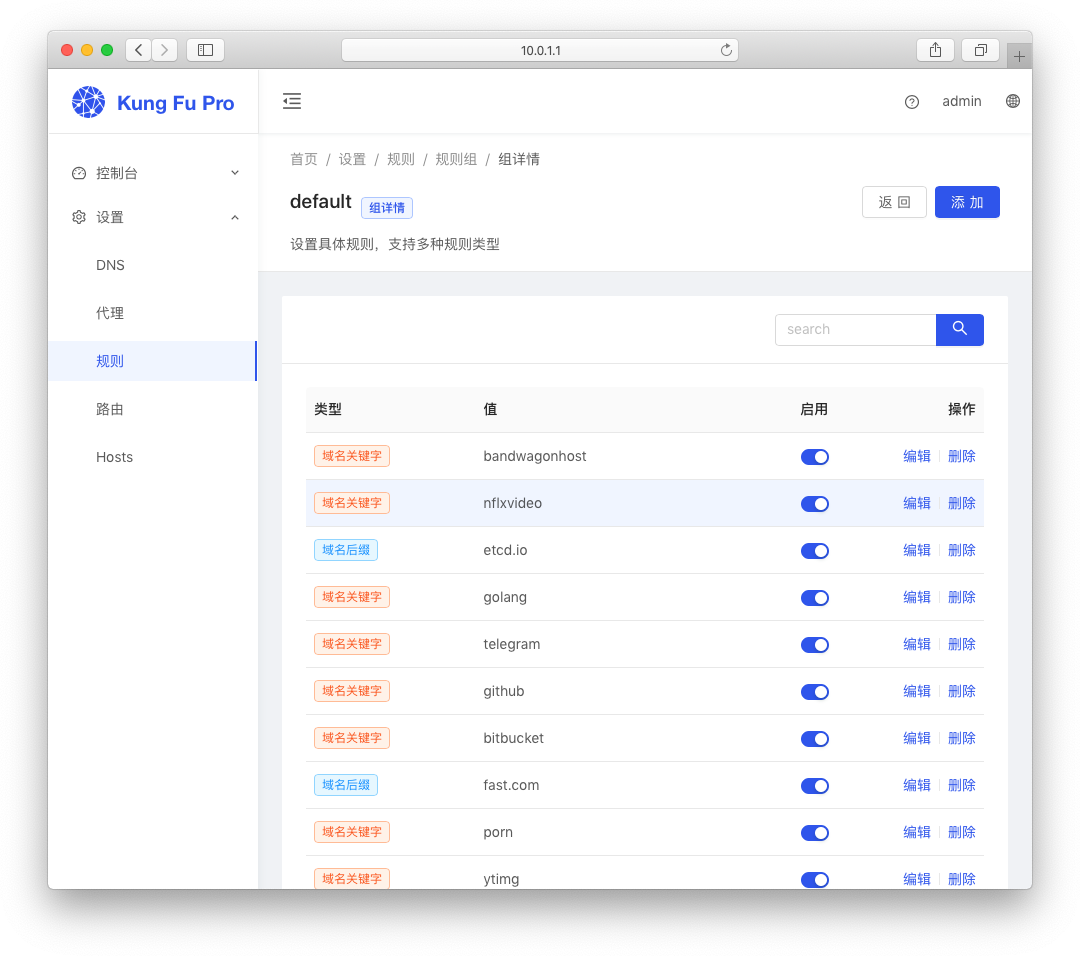 10.0.1.1
Kung Fu Pro
admin
控制台
设置
DNS
代理
规则
路由
Hosts
首页 / 设置 / 规则 / 规则组 / 组详情
default 组详情
返 回 添 加
设置具体规则，支持多种规则类型
search
类型 值 启用 操作
域名关键字 bandwagonhost 编辑 删除
域名关键字 nflxvideo 编辑 删除
域名后缀 etcd.io 编辑 删除
域名关键字 golang 编辑 删除
域名关键字 telegram 编辑 删除
域名关键字 github 编辑 删除
域名关键字 bitbucket 编辑 删除
域名后缀 fast.com 编辑 删除
域名关键字 porn 编辑 删除
域名关键字 ytimg 编辑 删除